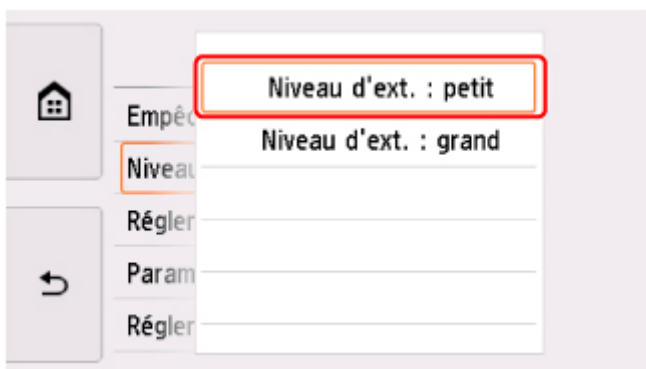 Niveau d'ext. : petit
Niveau d'ext. : grand
Empêc
Niveau
Régler
Param
Régler